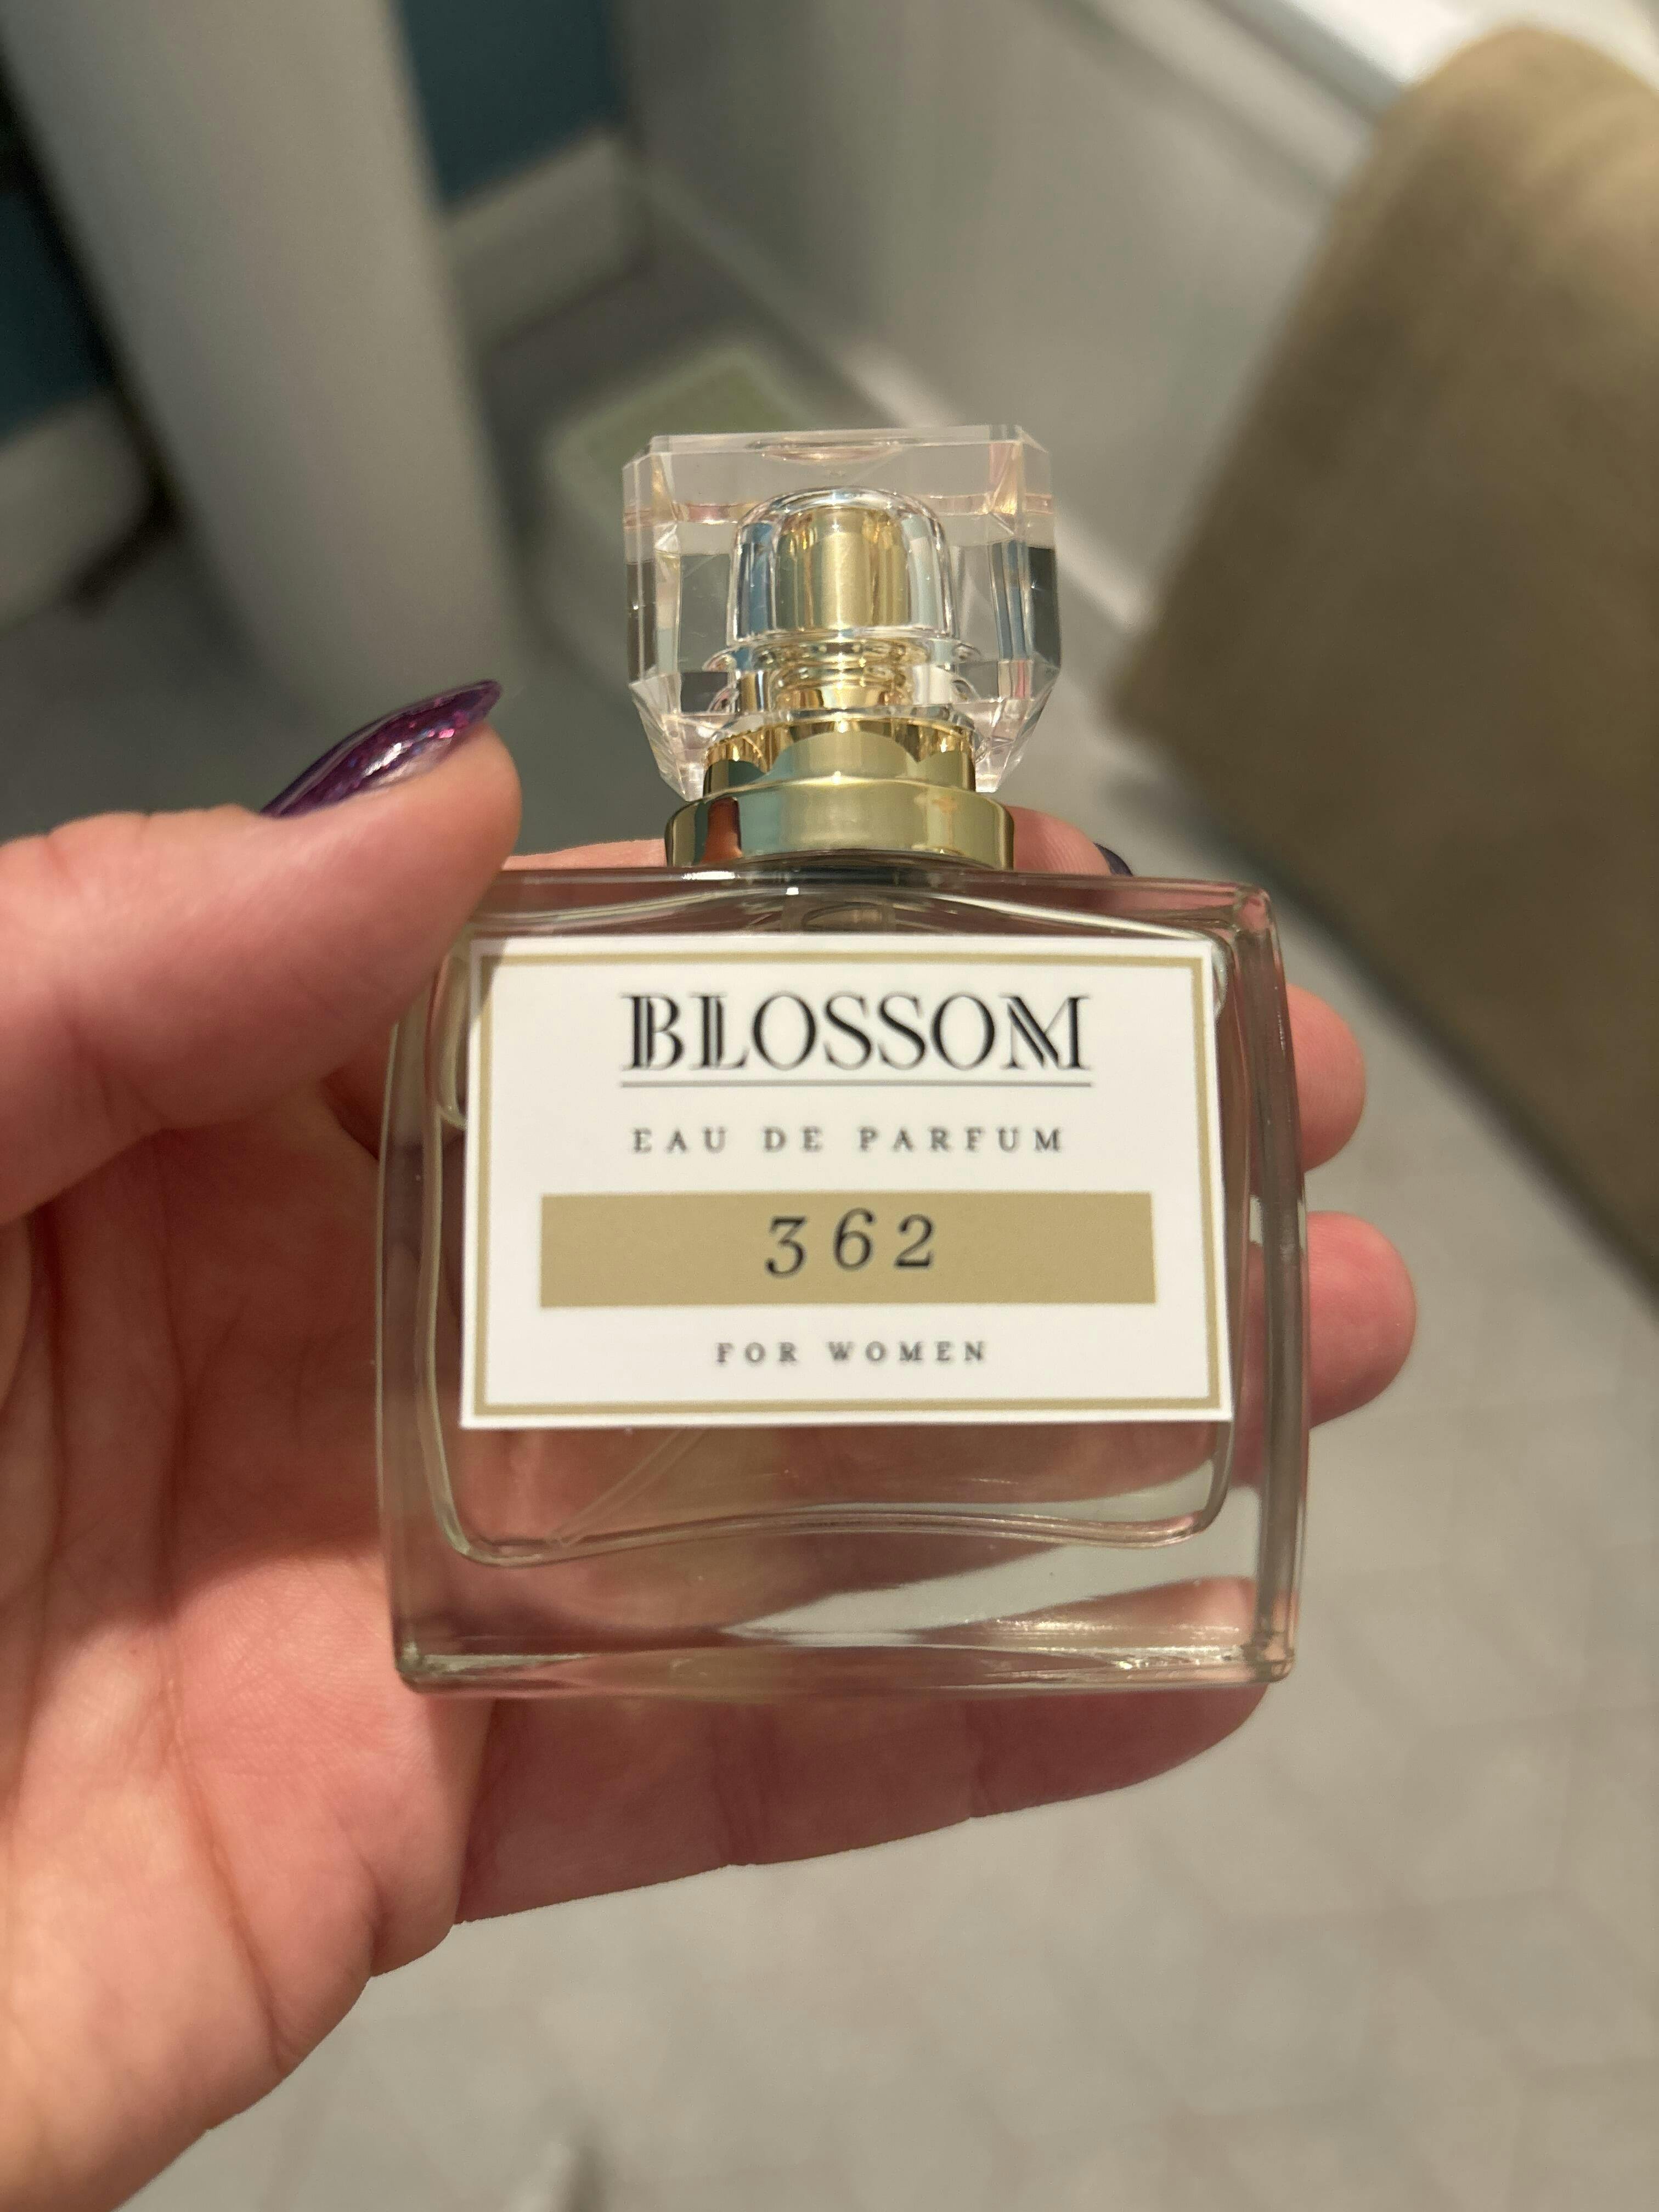 BLOSSOM
EAU DE PARFUM
362
FOR WOMEN